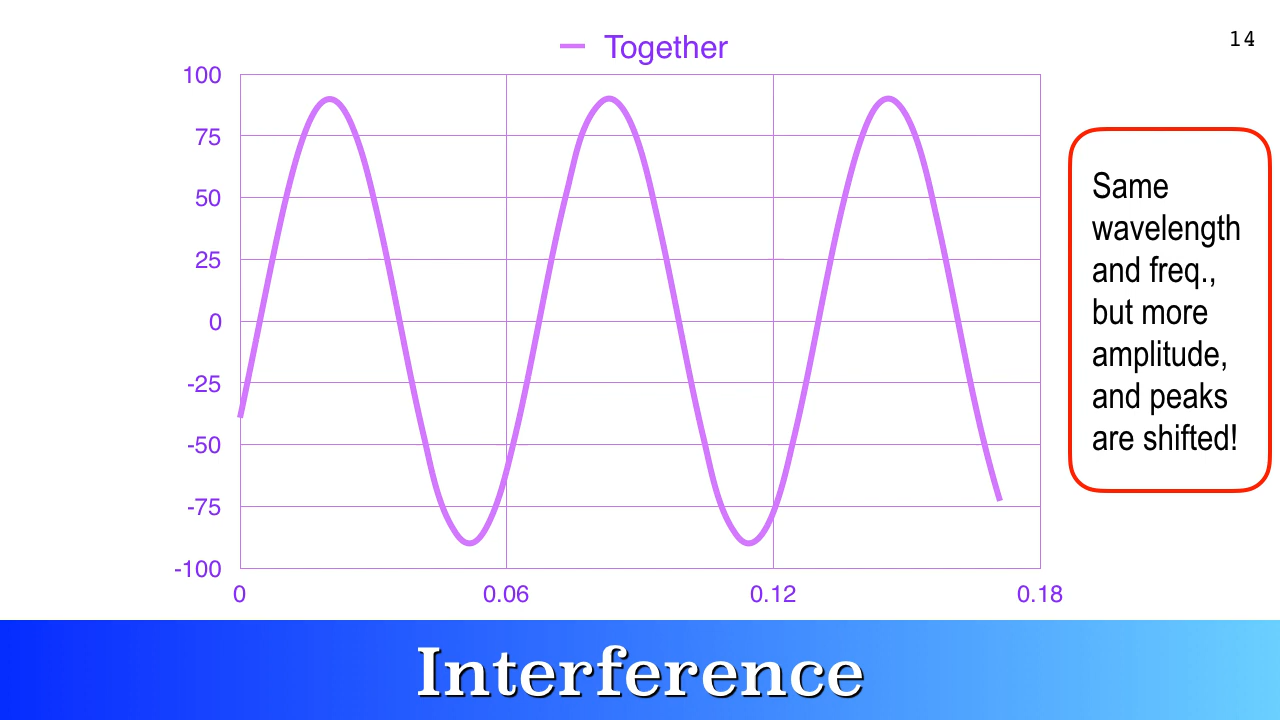 14
Together
100
75
50
25
0
-25
-50
-75
-100
0 0.06 0.12 0.18
Same
wavelength
and freq.,
but more
amplitude,
and peaks
are shifted!
Interference